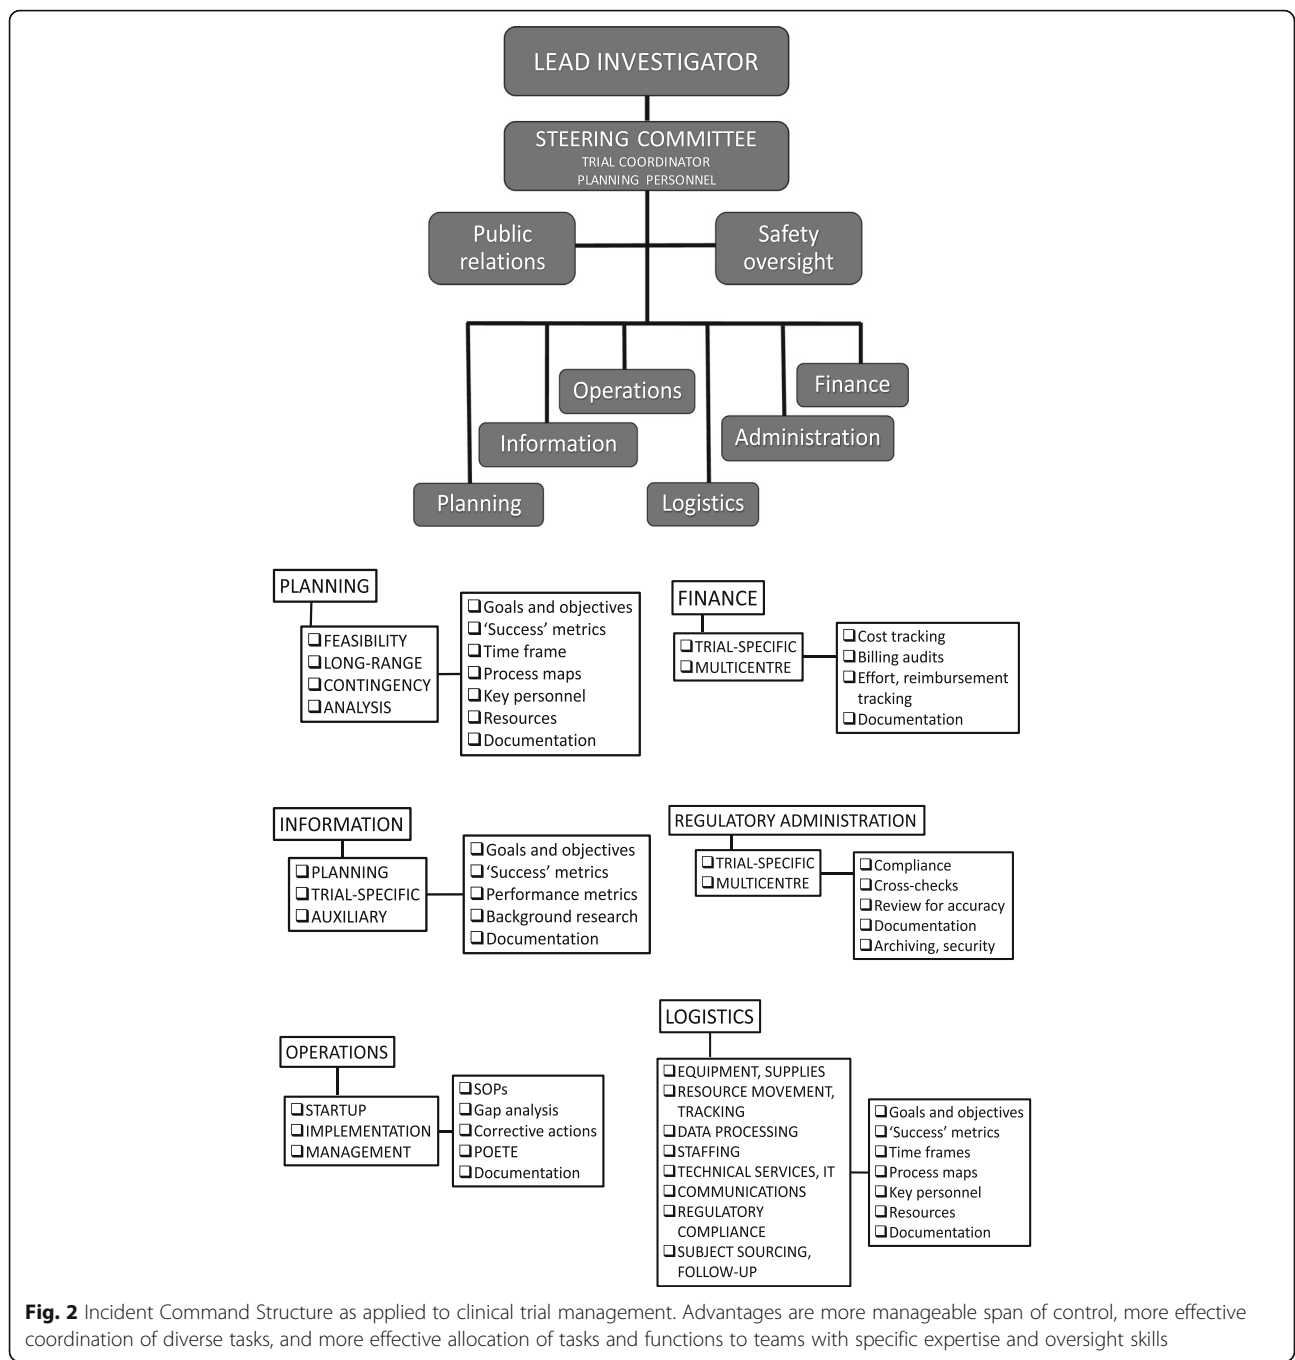 LEAD INVESTIGATOR
STEERING COMMITTEE
TRIAL COORDINATOR
PLANNING PERSONNEL
Public
relations
Safety
oversight
Operations
Finance
Information
Administration
Planning
Logistics
PLANNING
❑FEASIBILITY
❑LONG-RANGE
❑CONTINGENCY
❑ANALYSIS
❑Goals and objectives
❑‘Success’ metrics
❑Time frame
❑Process maps
❑Key personnel
❑Resources
❑Documentation
FINANCE
❑TRIAL-SPECIFIC
❑MULTICENTRE
❑Cost tracking
❑Billing audits
❑Effort, reimbursement
tracking
❑Documentation
INFORMATION
❑PLANNING
❑TRIAL-SPECIFIC
❑AUXILIARY
❑Goals and objectives
❑‘Success’ metrics
❑Performance metrics
❑Background research
❑Documentation
REGULATORY ADMINISTRATION
❑TRIAL-SPECIFIC
❑MULTICENTRE
❑Compliance
❑Cross-checks
❑Review for accuracy
❑Documentation
❑Archiving, security
OPERATIONS
❑STARTUP
❑IMPLEMENTATION
❑MANAGEMENT
❑SOPs
❑Gap analysis
❑Corrective actions
❑POETE
❑Documentation
LOGISTICS
❑EQUIPMENT, SUPPLIES
❑RESOURCE MOVEMENT,
TRACKING
❑DATA PROCESSING
❑STAFFING
❑TECHNICAL SERVICES, IT
❑COMMUNICATIONS
❑REGULATORY
COMPLIANCE
❑SUBJECT SOURCING,
FOLLOW-UP
❑Goals and objectives
❑‘Success’ metrics
❑Time frames
❑Process maps
❑Key personnel
❑Resources
❑Documentation
Fig. 2 Incident Command Structure as applied to clinical trial management. Advantages are more manageable span of control, more effective
coordination of diverse tasks, and more effective allocation of tasks and functions to teams with specific expertise and oversight skills